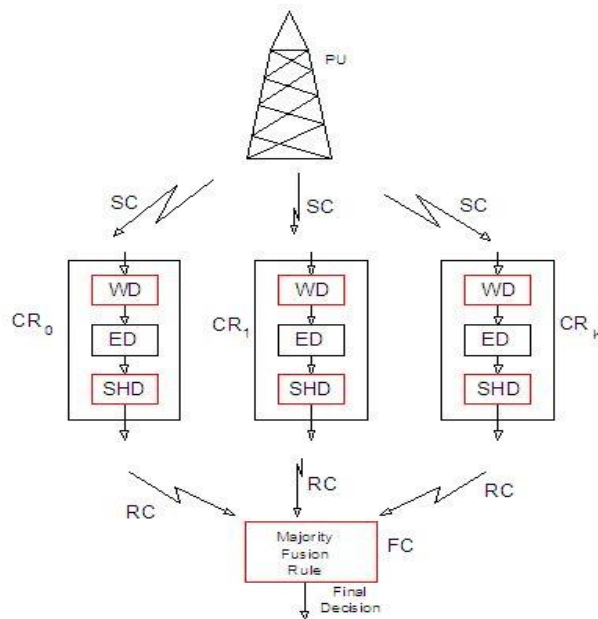 PU
SC
SC
SC
CR₀
WD
ED
SHD
CR₁
WD
ED
SHD
CRₖ
WD
ED
SHD
RC
RC
RC
Majority
Fusion
Rule
FC
Final
Decision